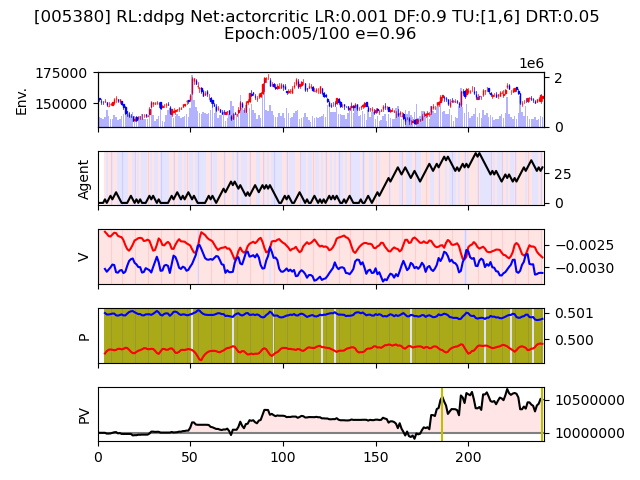 [005380] RL:ddpg Net:actorcritic LR:0.001 DF:0.9 TU:[1,6] DRT:0.05
Epoch:005/100 e=0.96
1e6
175000
150000
Env.
2
0
Agent
25
0
V
−0.0025
−0.0030
P
0.501
0.500
PV
10500000
10000000
0 50 100 150 200